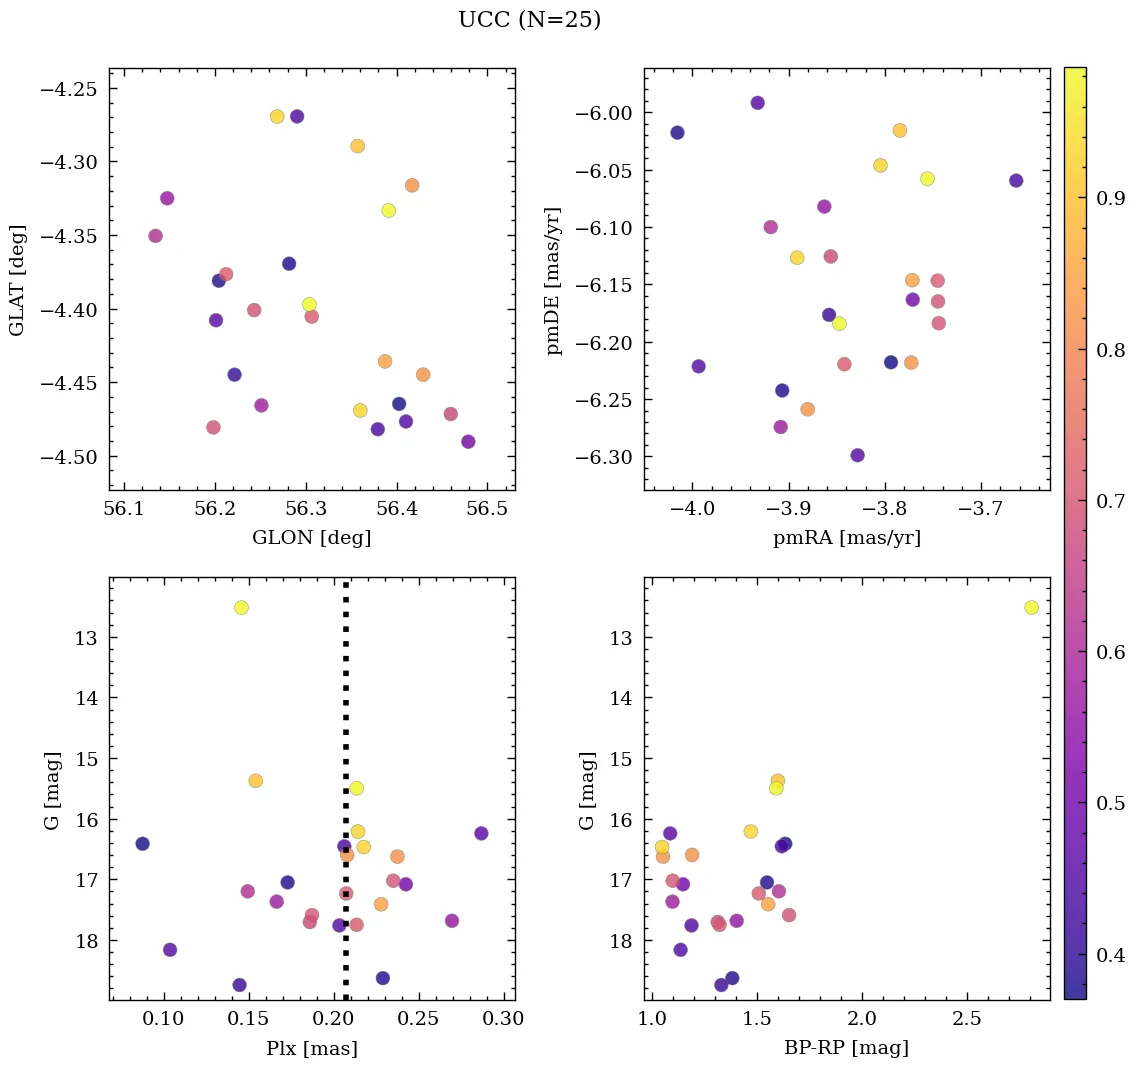 UCC (N=25)
−4.25
−4.30
−4.35
−4.40
−4.45
−4.50
GLAT [deg]
56.1 56.2 56.3 56.4 56.5
GLON [deg]
−6.00
−6.05
−6.10
−6.15
−6.20
−6.25
−6.30
pmDE [mas/yr]
−4.0 −3.9 −3.8 −3.7
pmRA [mas/yr]
13
14
15
16
17
18
G [mag]
0.10 0.15 0.20 0.25 0.30
Plx [mas]
13
14
15
16
17
18
G [mag]
1.0 1.5 2.0 2.5
BP-RP [mag]
0.9
0.8
0.7
0.6
0.5
0.4